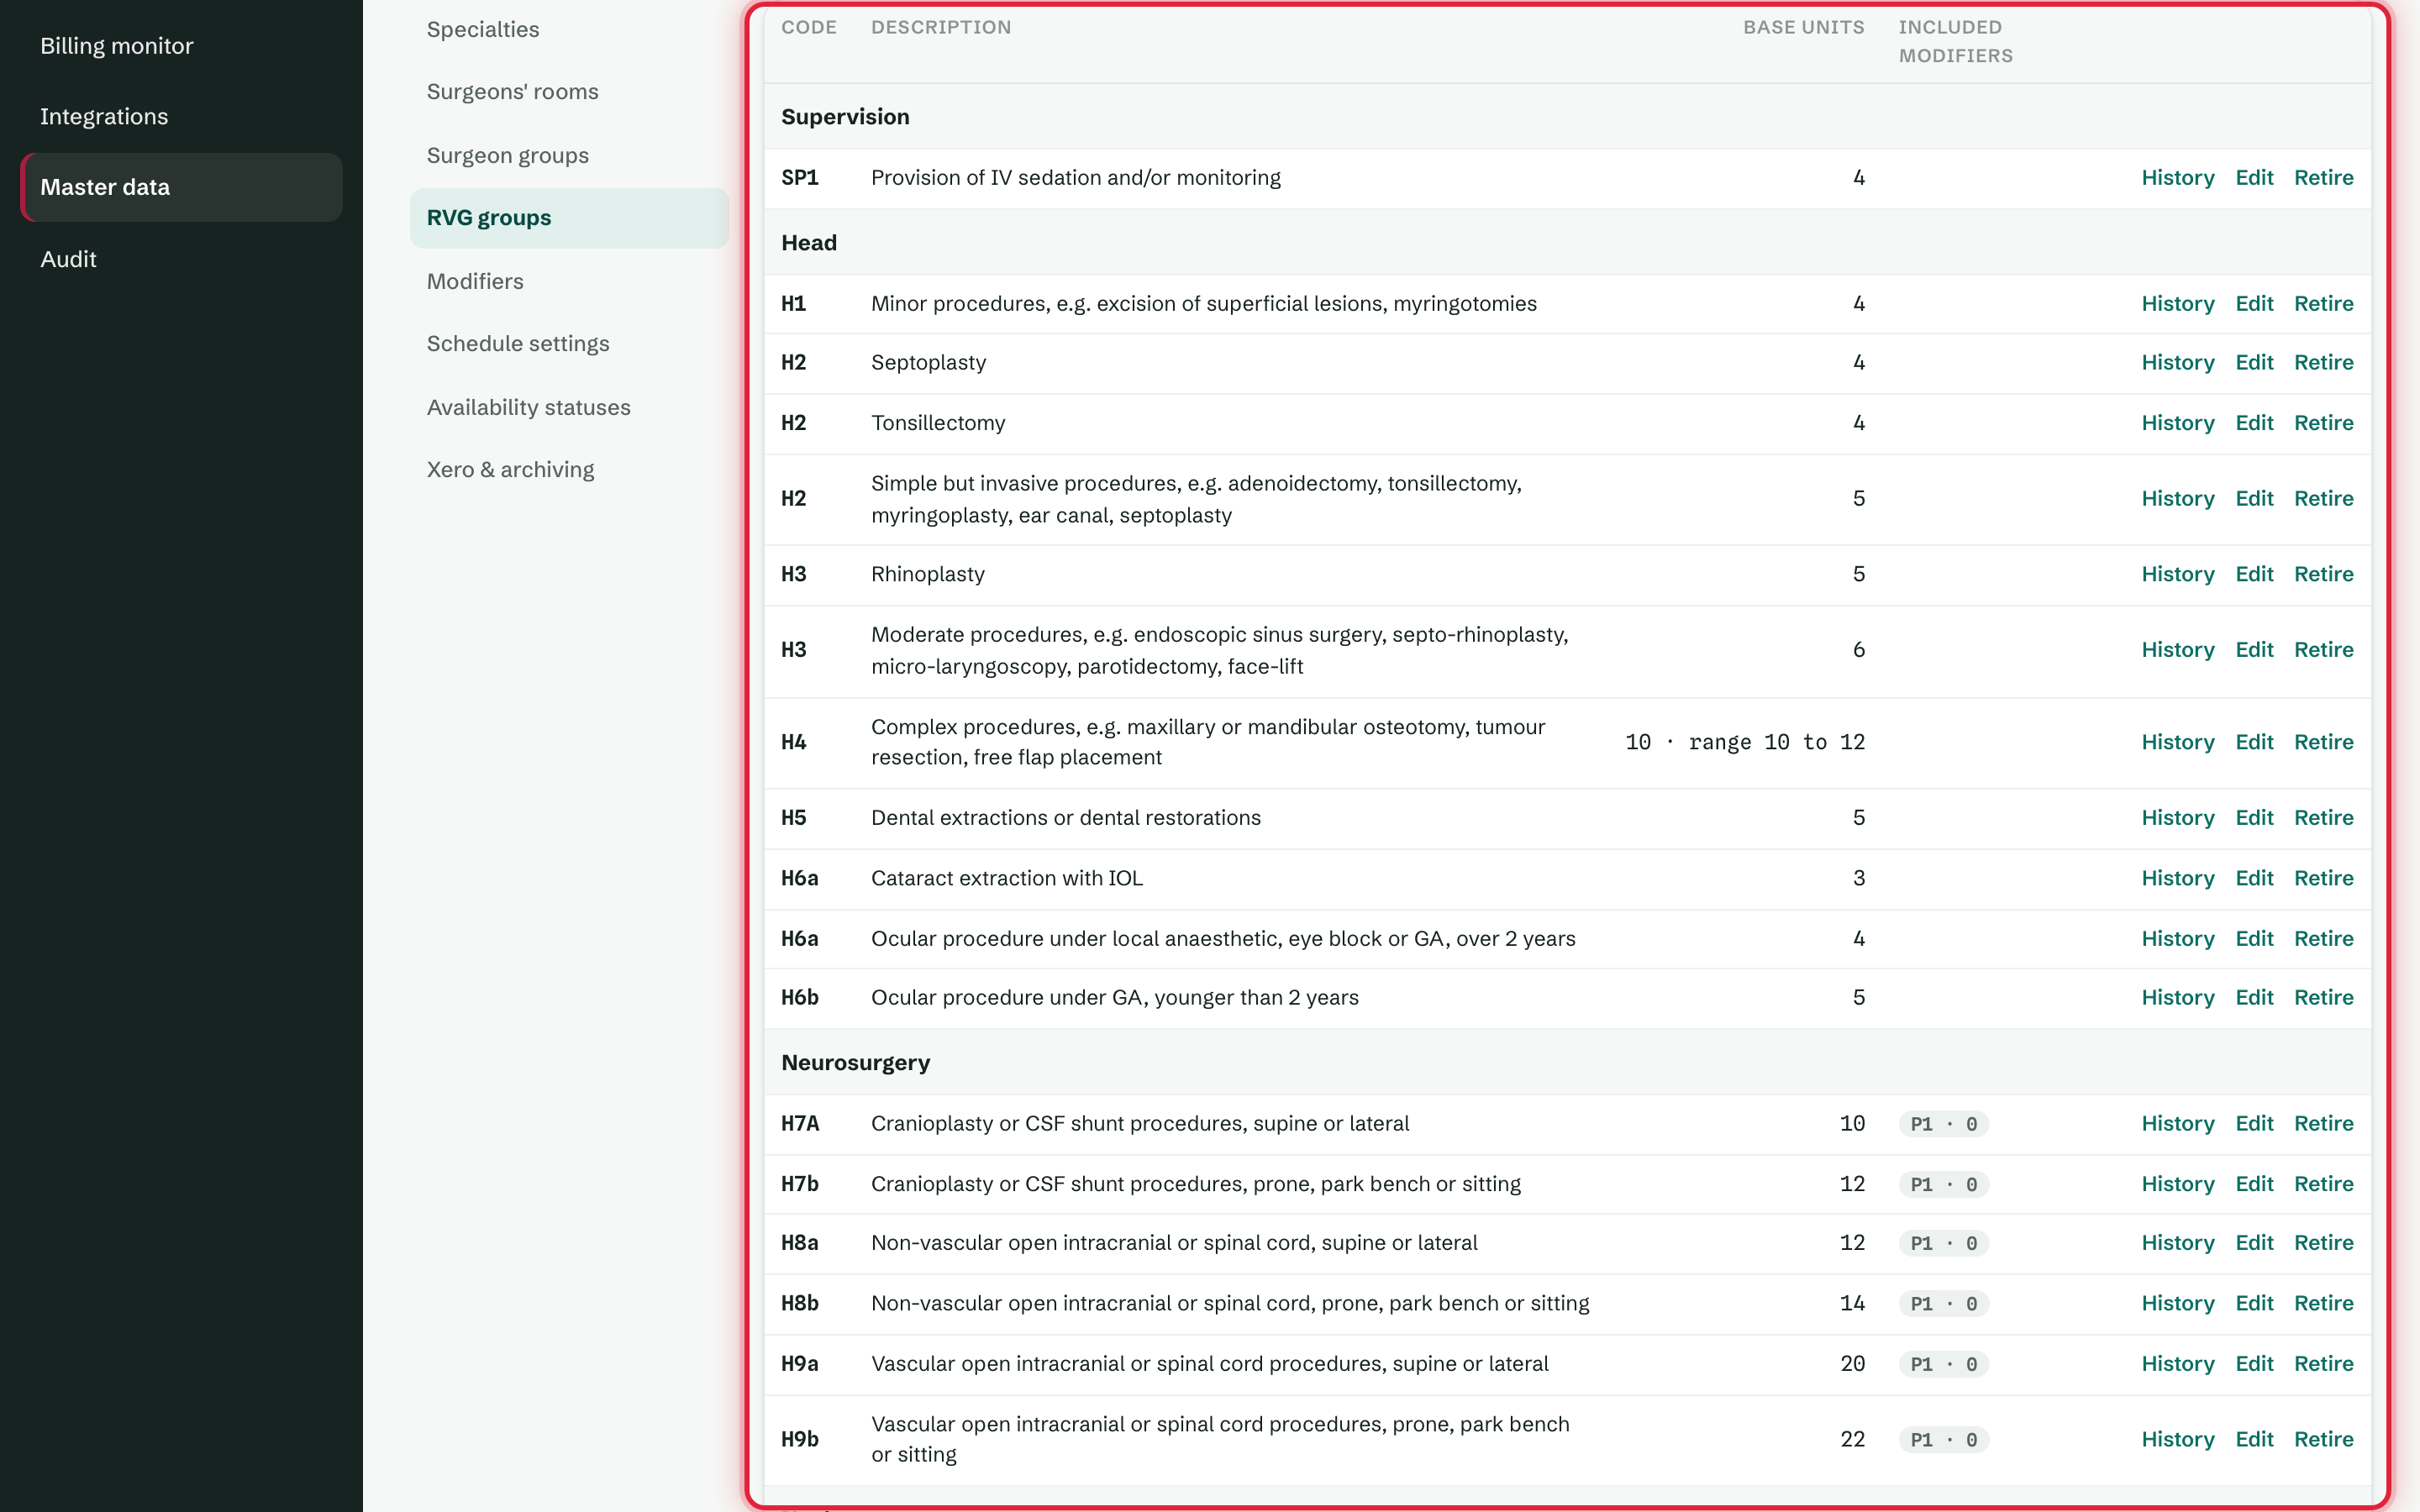 Billing monitor
Integrations
Master data
Audit
Specialties
Surgeons' rooms
Surgeon groups
RVG groups
Modifiers
Schedule settings
Availability statuses
Xero & archiving
CODE DESCRIPTION BASE UNITS INCLUDED
MODIFIERS
Supervision
SP1 Provision of IV sedation and/or monitoring 4 History Edit Retire
Head
H1 Minor procedures, e.g. excision of superficial lesions, myringotomies 4 History Edit Retire
H2 Septoplasty 4 History Edit Retire
H2 Tonsillectomy 4 History Edit Retire
H2 Simple but invasive procedures, e.g. adenoidectomy, tonsillectomy,
myringoplasty, ear canal, septoplasty 5 History Edit Retire
H3 Rhinoplasty 5 History Edit Retire
H3 Moderate procedures, e.g. endoscopic sinus surgery, septo-rhinoplasty,
micro-laryngoscopy, parotidectomy, face-lift 6 History Edit Retire
H4 Complex procedures, e.g. maxillary or mandibular osteotomy, tumour
resection, free flap placement 10 · range 10 to 12 History Edit Retire
H5 Dental extractions or dental restorations 5 History Edit Retire
H6a Cataract extraction with IOL 3 History Edit Retire
H6a Ocular procedure under local anaesthetic, eye block or GA, over 2 years 4 History Edit Retire
H6b Ocular procedure under GA, younger than 2 years 5 History Edit Retire
Neurosurgery
H7A Cranioplasty or CSF shunt procedures, supine or lateral 10 P1 · 0 History Edit Retire
H7b Cranioplasty or CSF shunt procedures, prone, park bench or sitting 12 P1 · 0 History Edit Retire
H8a Non-vascular open intracranial or spinal cord, supine or lateral 12 P1 · 0 History Edit Retire
H8b Non-vascular open intracranial or spinal cord, prone, park bench or sitting 14 P1 · 0 History Edit Retire
H9a Vascular open intracranial or spinal cord procedures, supine or lateral 20 P1 · 0 History Edit Retire
H9b Vascular open intracranial or spinal cord procedures, prone, park bench
or sitting 22 P1 · 0 History Edit Retire